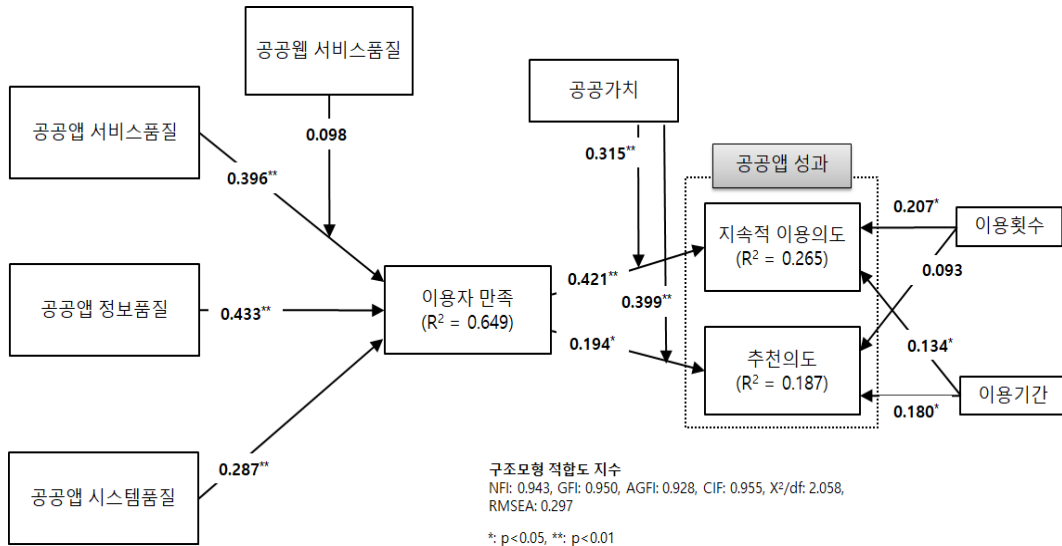 공공웹 서비스품질
공공가치
공공앱 서비스품질
0.098
0.315**
공공앱 성과
0.396**
0.207*
이용횟수
지속적 이용의도
(R² = 0.265)
0.093
공공앱 정보품질
0.433**
이용자 만족
(R² = 0.649)
0.421**
0.399**
0.194*
추천의도
(R² = 0.187)
0.134*
이용기간
0.180*
공공앱 시스템품질
0.287**
구조모형 적합도 지수
NFI: 0.943, GFI: 0.950, AGFI: 0.928, CIF: 0.955, X²/df: 2.058,
RMSEA: 0.297
*: p<0.05, **: p<0.01